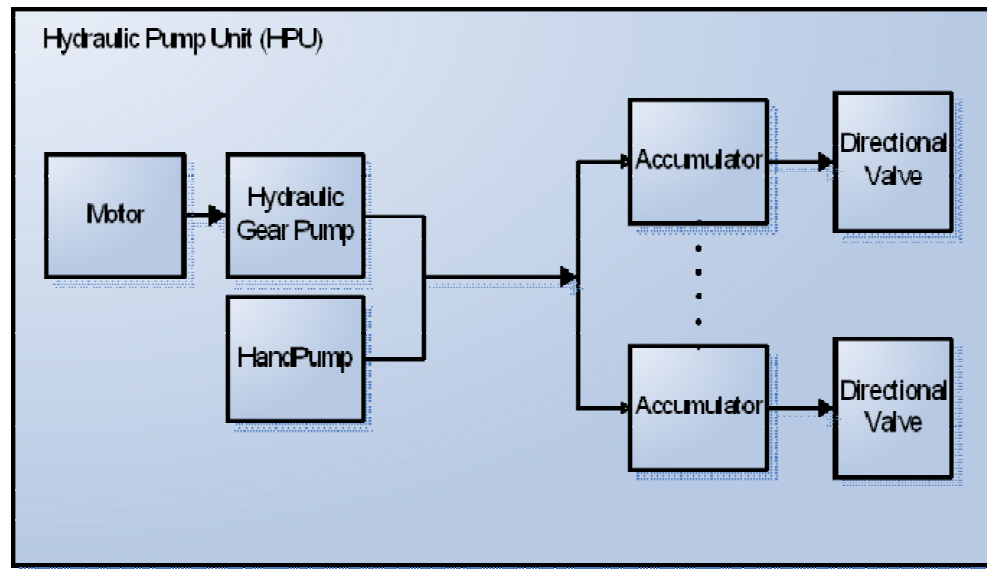 Hydraulic Pump Unit (HPU)
Motor
Hydraulic
Gear Pump
HandPump
Accumulator
Directional
Valve
Accumulator
Directional
Valve